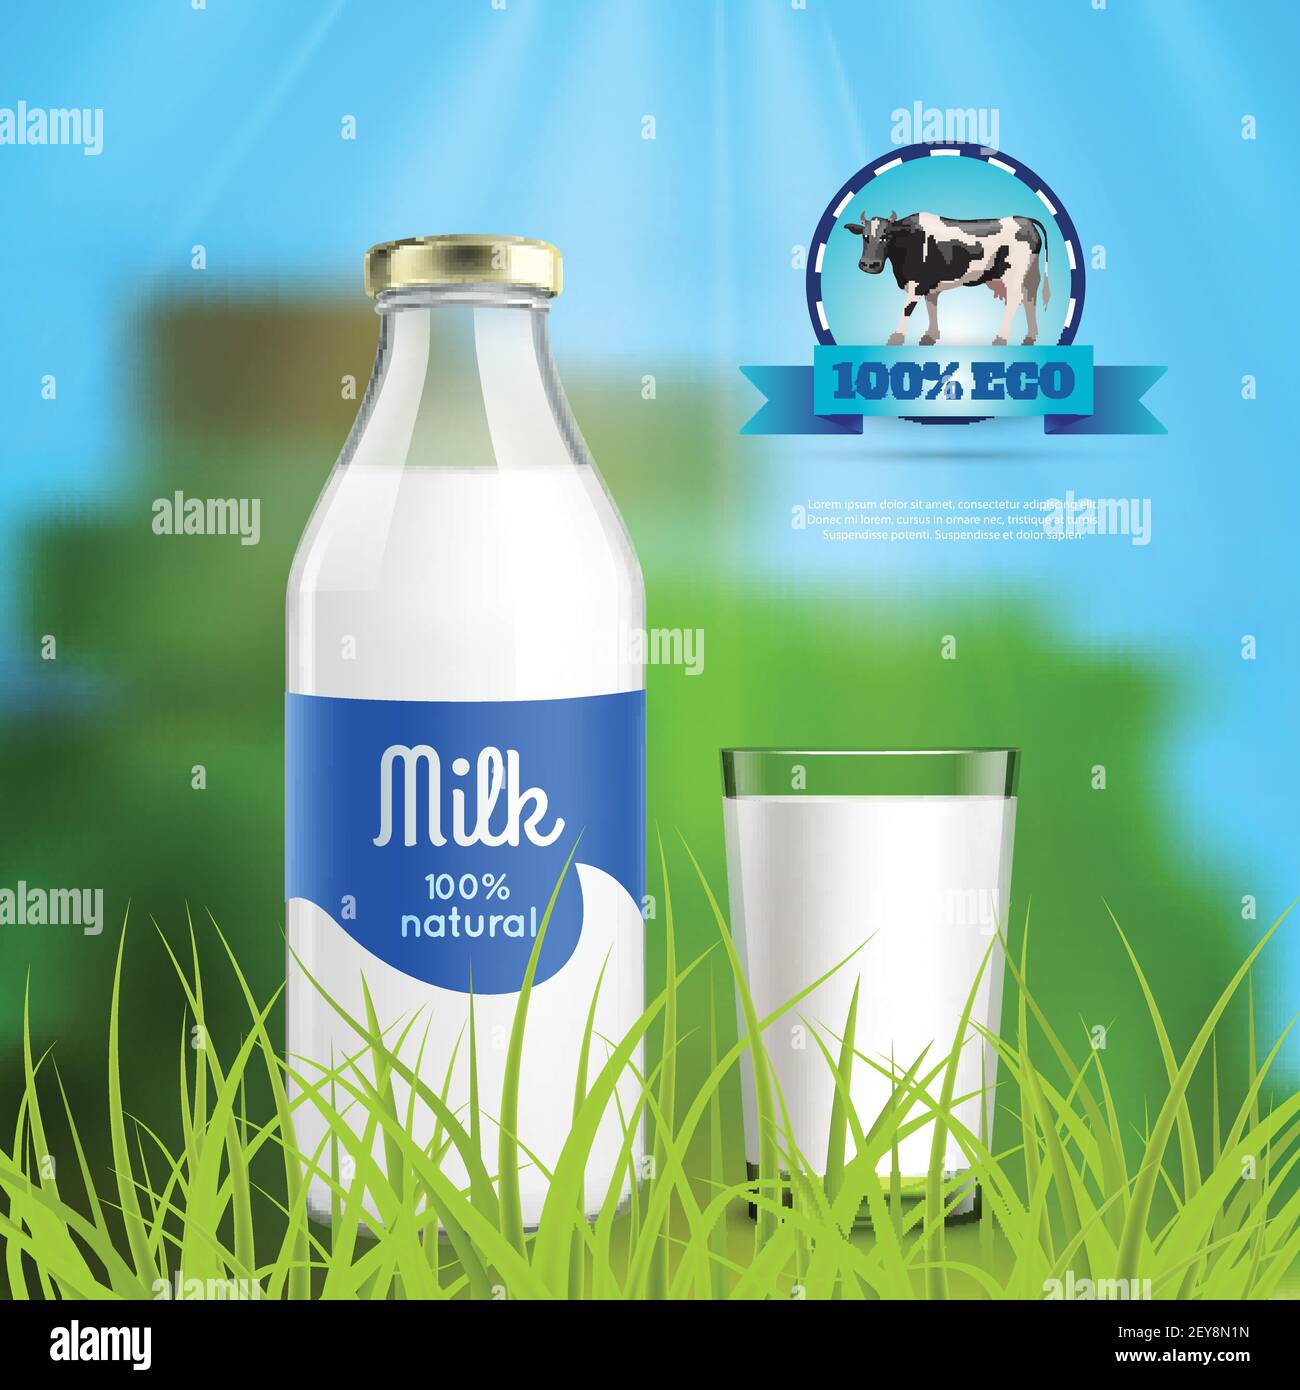 100% ECO
Lorem ipsum dolor sit amet, consectetur adipiscing elit.
Donec mi lorem, cursus in ornare nec, tristique at turpis.
Suspendisse potenti. Suspendisse et dolor sapien.
Milk
100%
natural
alamy
Image ID: 2EY8N1N
www.alamy.com